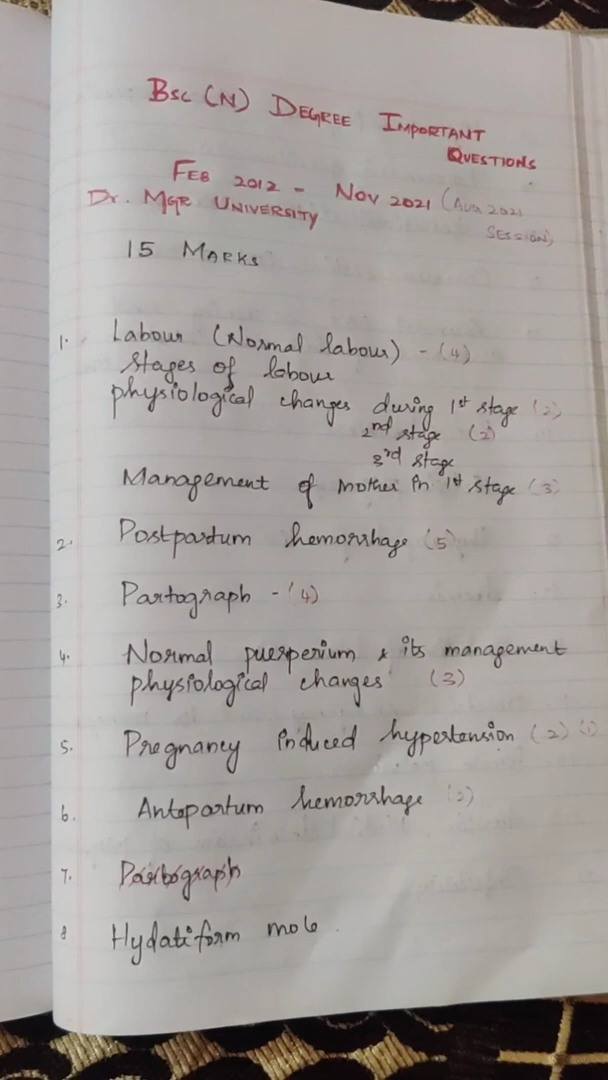 BSC (N) DEGREE IMPORTANT
QUESTIONS
FEB 2012 - NOV 2021 (AUG 2021
SESSION)
Dr. MGR UNIVERSITY
15 MARKS
1. Labour (Normal labour) - (4)
Stages of labour
physiological changes during 1st stage (2)
2nd stage (2)
3rd stage
Management of mother in 1st stage (3)
2. Postpartum hemorrhage (5)
3. Partograph - (4)
4. Normal puerperium & its management
physiological changes (3)
5. Pregnancy induced hypertension (2) (1)
6. Antepartum hemorrhage (2)
7. Partograph
8 Hydatiform mole